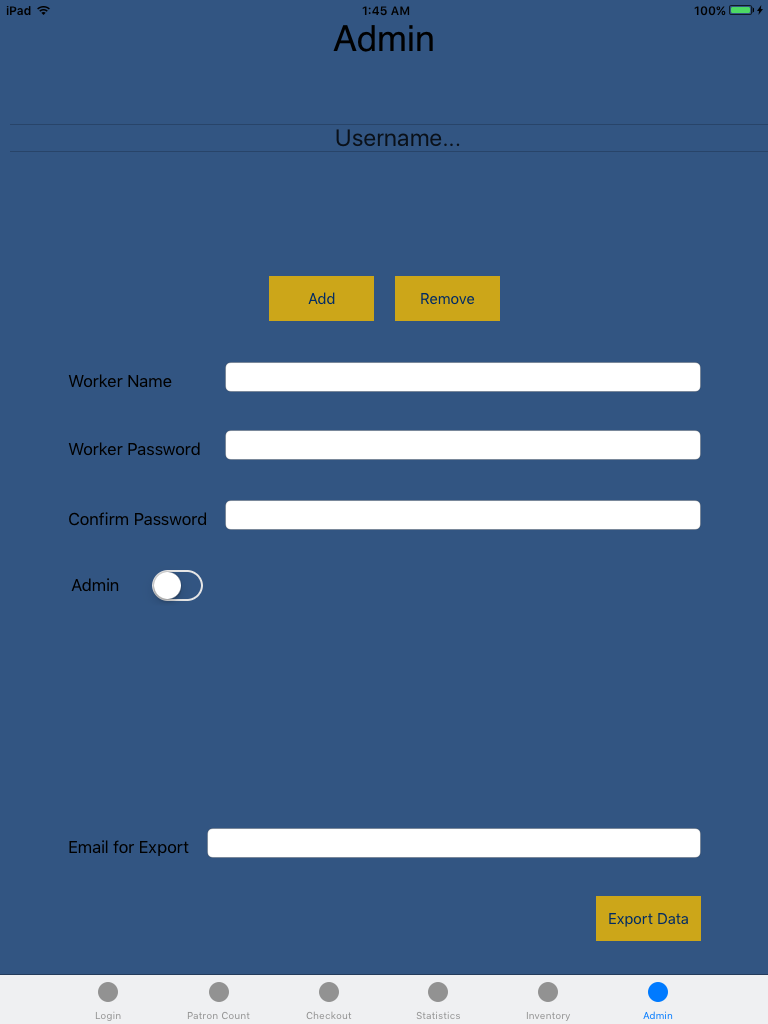 iPad 1:45 AM 100%
Admin
Username...
Add Remove
Worker Name
Worker Password
Confirm Password
Admin
Email for Export
Export Data
Login Patron Count Checkout Statistics Inventory Admin